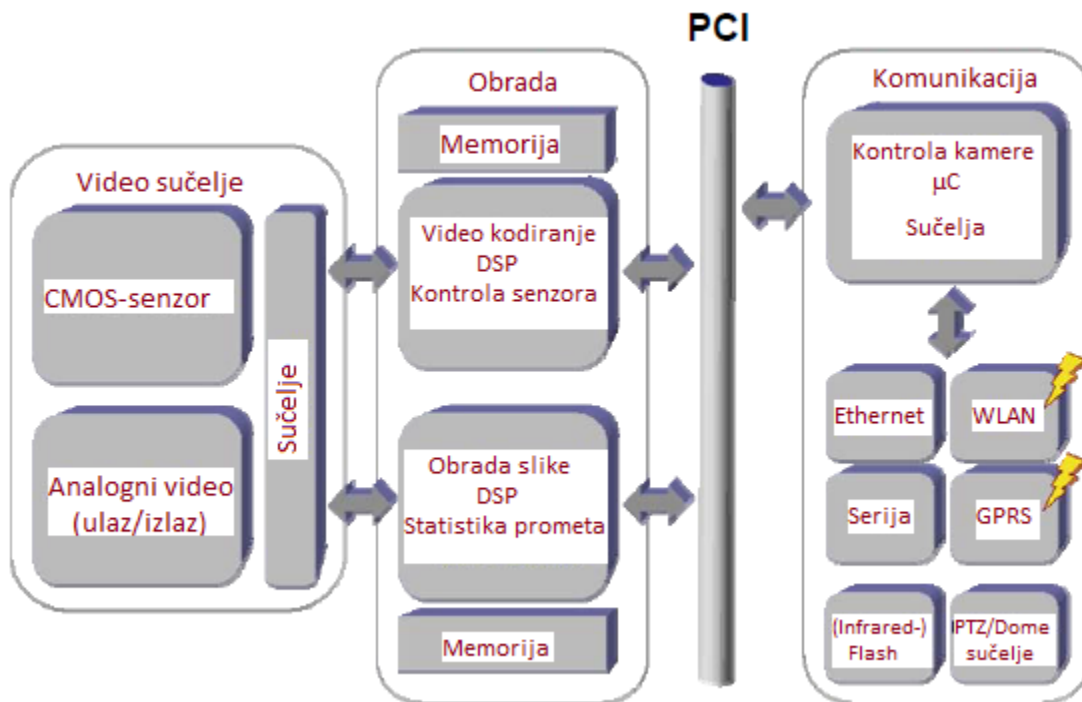 PCI
Video sučelje
CMOS-senzor
Analogni video
(ulaz/izlaz)
Sučelje
Obrada
Memorija
Video kodiranje
DSP
Kontrola senzora
Obrada slike
DSP
Statistika prometa
Memorija
Komunikacija
Kontrola kamere
µC
Sučelja
Ethernet
WLAN
Serija
GPRS
(Infrared-)
Flash
PTZ/Dome
sučelje